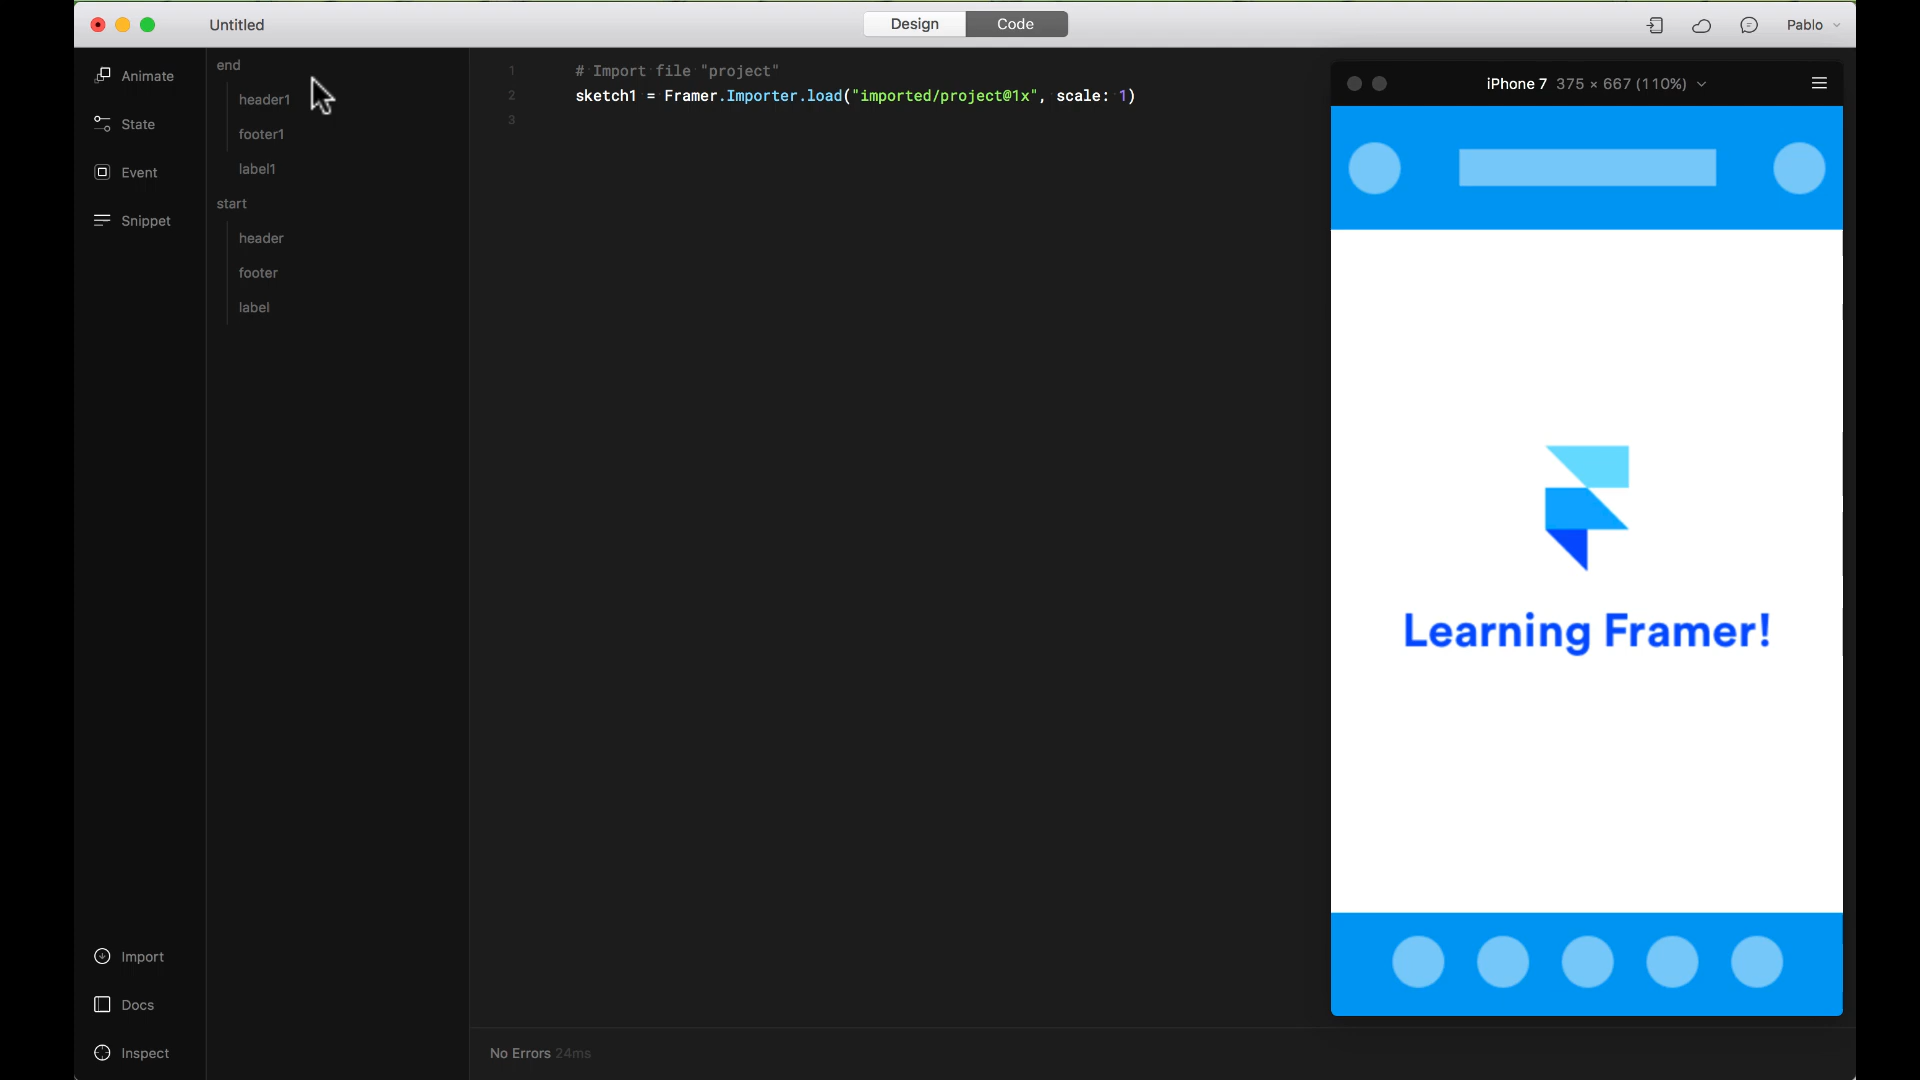 Untitled
Design
Code
Pablo
Animate
State
Event
Snippet
Import
Docs
Inspect
end
header1
footer1
label1
start
header
footer
label
1 # Import file "project"
2 sketch1 = Framer.Importer.load("imported/project@1x", scale: 1)
3
iPhone 7 375 × 667 (110%)
Learning Framer!
No Errors 24ms